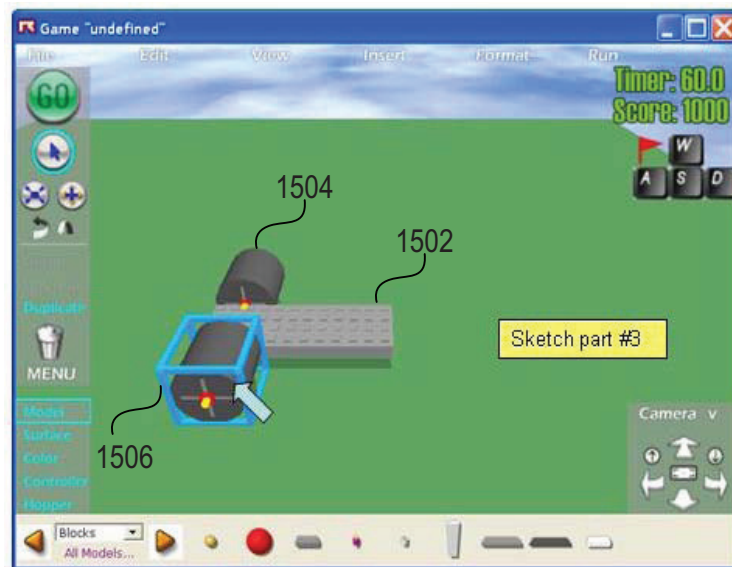 Game "undefined"
File Edit View Insert Format Run
GO
Timer: 60.0
Score: 1000
W
A S D
1504
1502
Duplicate
Sketch part #3
MENU
Model
Surface
Color
Controller
Hopper
1506
Camera v
Blocks
All Models...